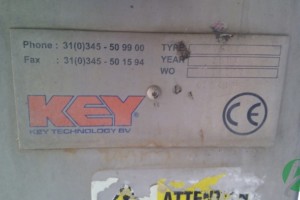 Phone : 31(0)345 - 50 99 00 TYPE
Fax : 31(0)345 - 50 15 94 YEAR
WO
KEY
KEY TECHNOLOGY BV
CE